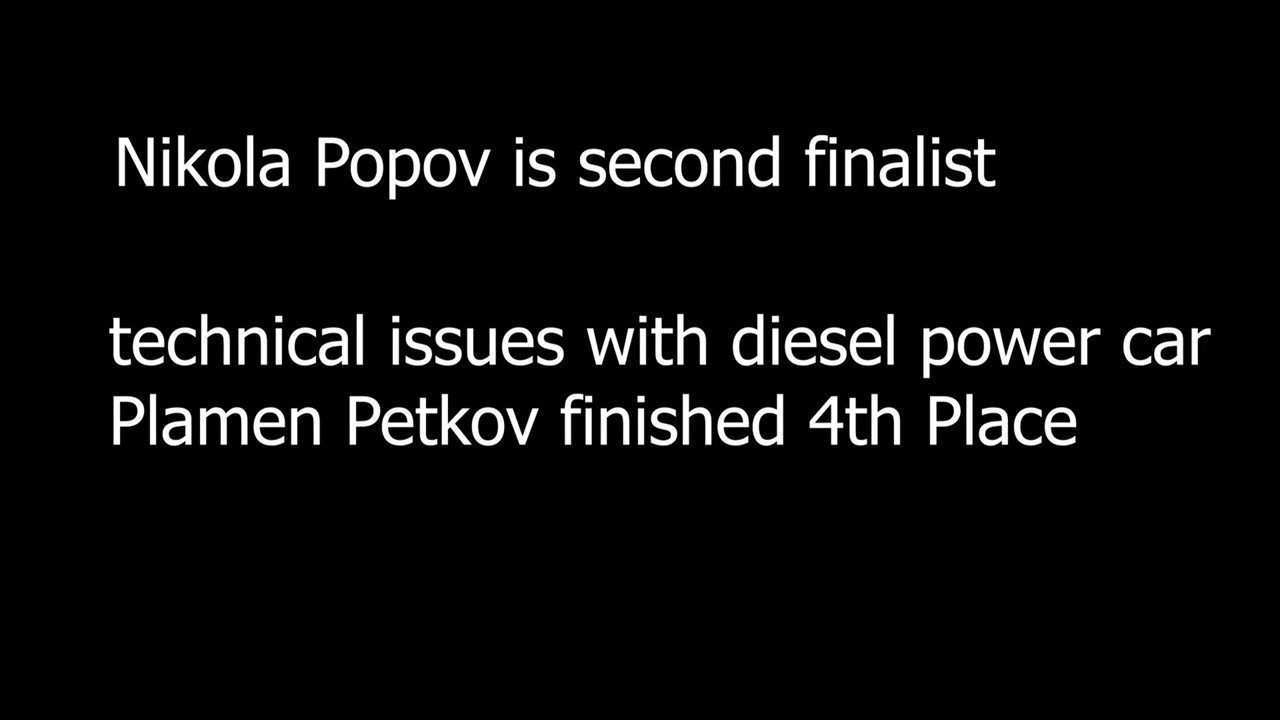 Nikola Popov is second finalist
technical issues with diesel power car
Plamen Petkov finished 4th Place